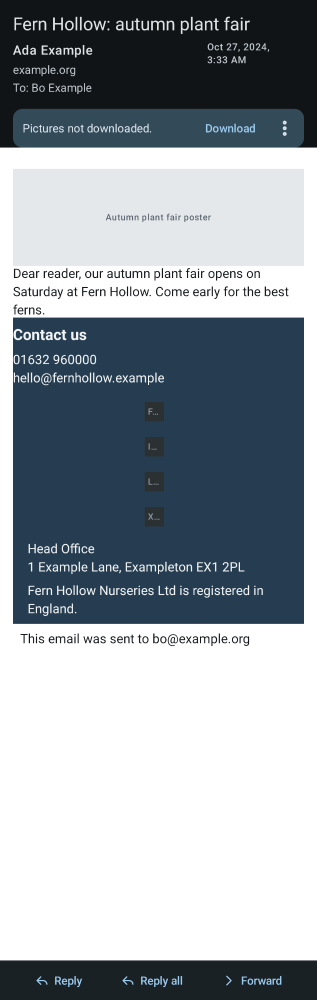 Fern Hollow: autumn plant fair
Ada Example
Oct 27, 2024,
3:33 AM
example.org
To: Bo Example
Pictures not downloaded.
Download
Autumn plant fair poster
Dear reader, our autumn plant fair opens on
Saturday at Fern Hollow. Come early for the best
ferns.
Contact us
01632 960000
hello@fernhollow.example
F...
I...
L...
X...
Head Office
1 Example Lane, Exampleton EX1 2PL
Fern Hollow Nurseries Ltd is registered in
England.
This email was sent to bo@example.org
Reply
Reply all
Forward